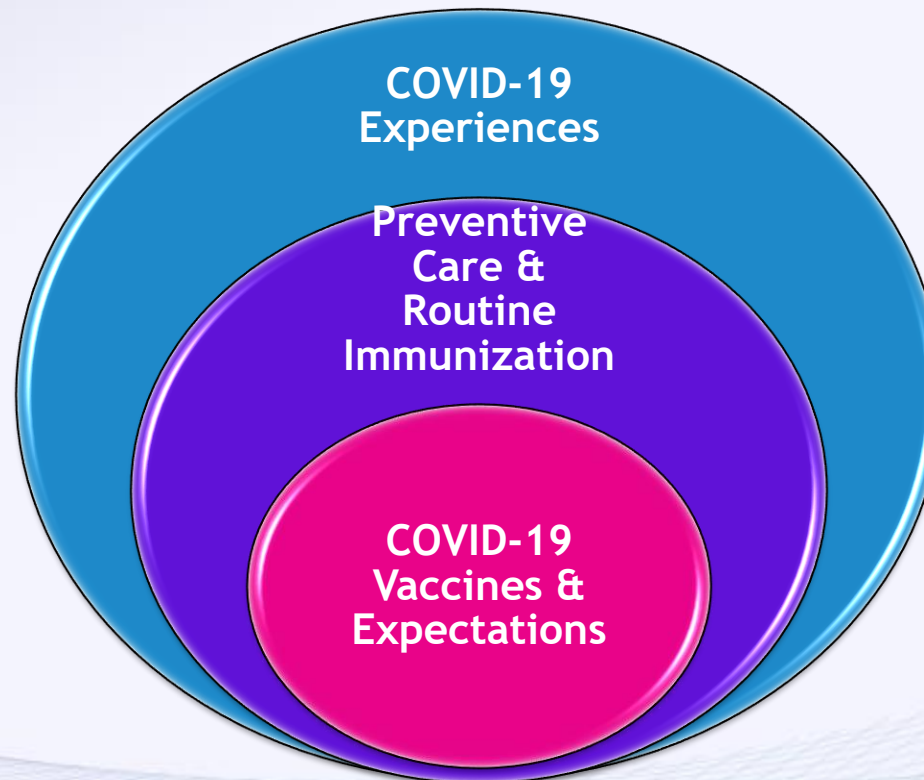 COVID-19
Experiences
Preventive
Care &
Routine
Immunization
COVID-19
Vaccines &
Expectations